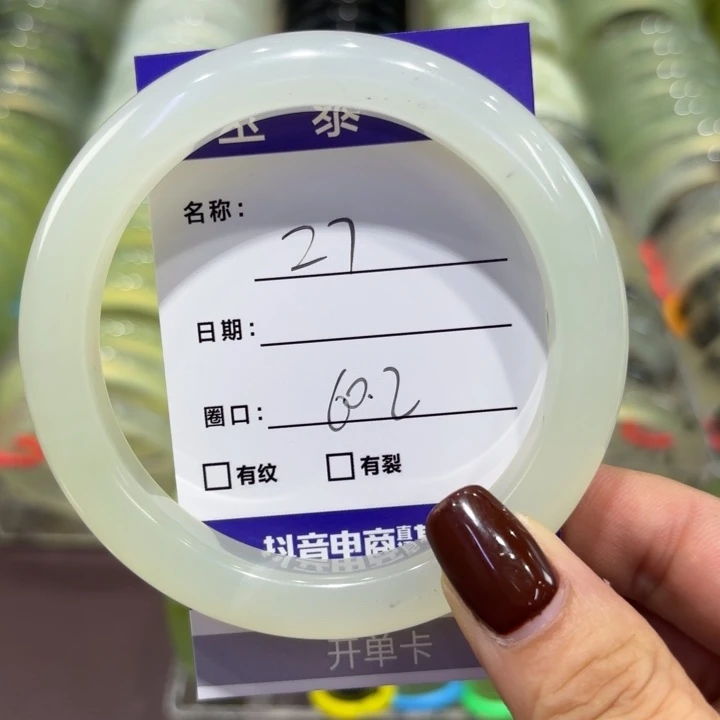 名称: 27
日期:
圈口: 60.2
□有纹 □有裂
抖音电商真
开单卡